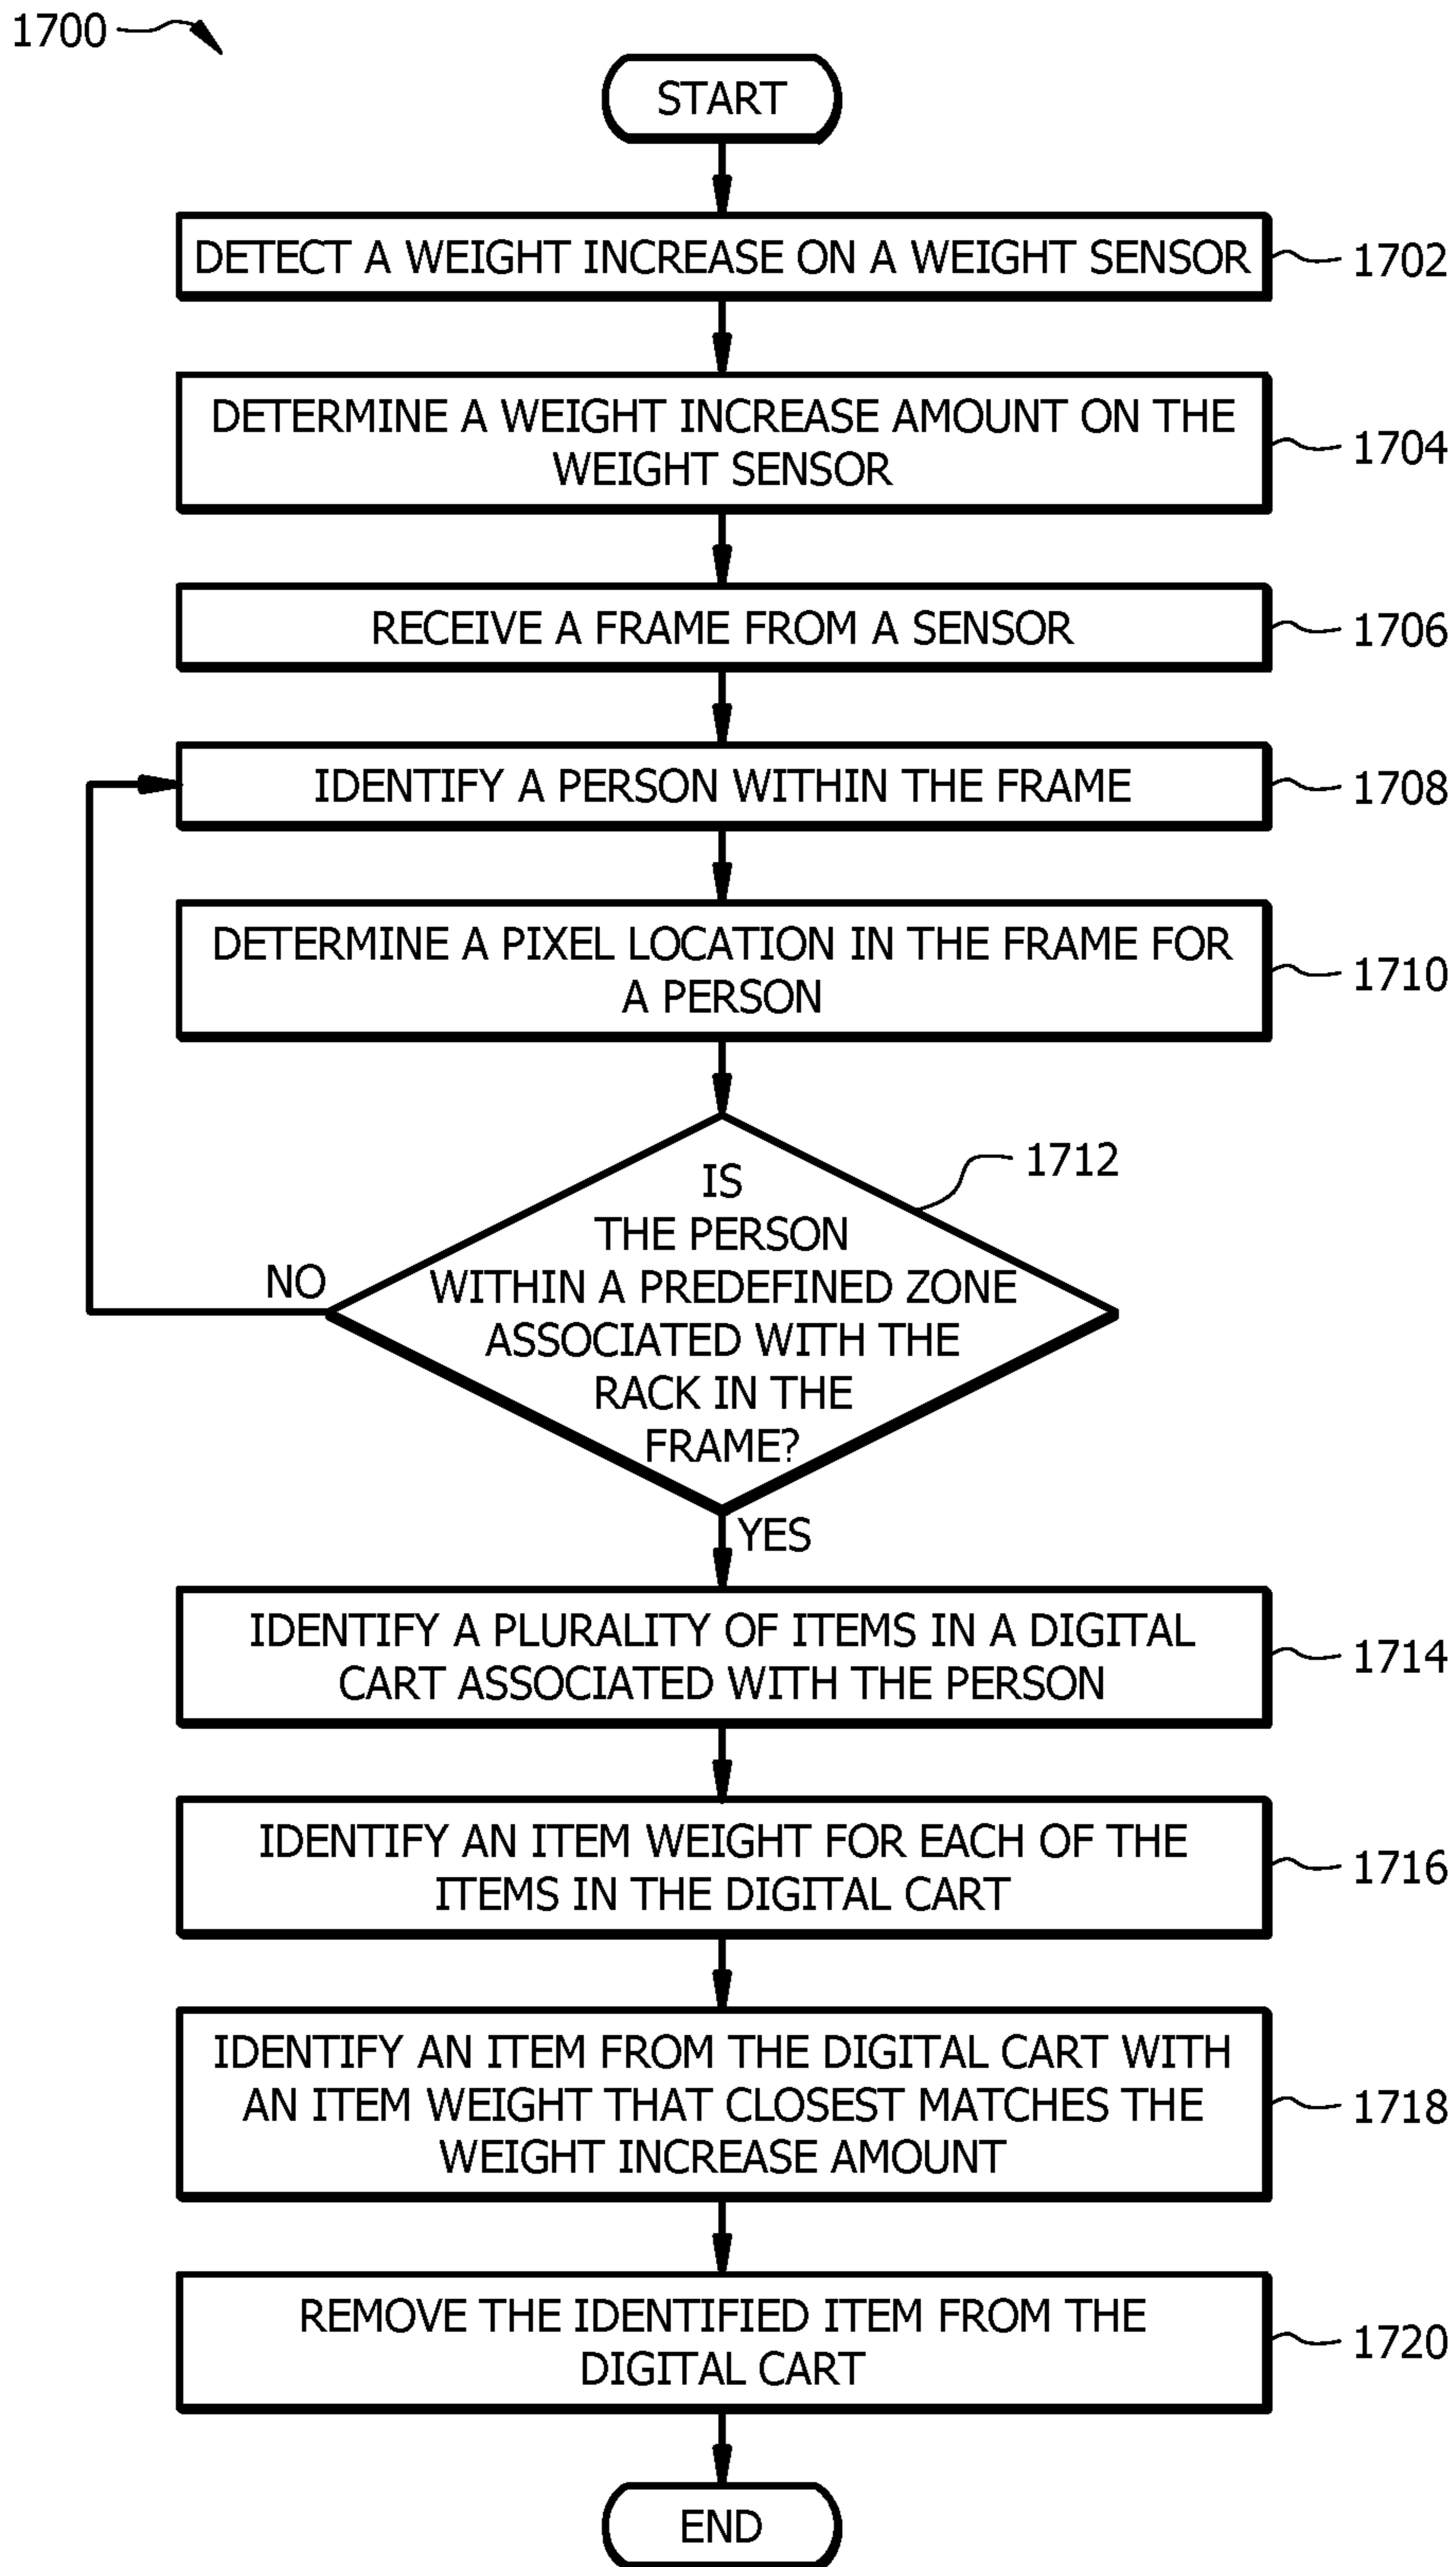 1700
START
DETECT A WEIGHT INCREASE ON A WEIGHT SENSOR
1702
DETERMINE A WEIGHT INCREASE AMOUNT ON THE
WEIGHT SENSOR
1704
RECEIVE A FRAME FROM A SENSOR
1706
IDENTIFY A PERSON WITHIN THE FRAME
1708
DETERMINE A PIXEL LOCATION IN THE FRAME FOR
A PERSON
1710
IS
THE PERSON
WITHIN A PREDEFINED ZONE
ASSOCIATED WITH THE
RACK IN THE
FRAME?
1712
NO
YES
IDENTIFY A PLURALITY OF ITEMS IN A DIGITAL
CART ASSOCIATED WITH THE PERSON
1714
IDENTIFY AN ITEM WEIGHT FOR EACH OF THE
ITEMS IN THE DIGITAL CART
1716
IDENTIFY AN ITEM FROM THE DIGITAL CART WITH
AN ITEM WEIGHT THAT CLOSEST MATCHES THE
WEIGHT INCREASE AMOUNT
1718
REMOVE THE IDENTIFIED ITEM FROM THE
DIGITAL CART
1720
END